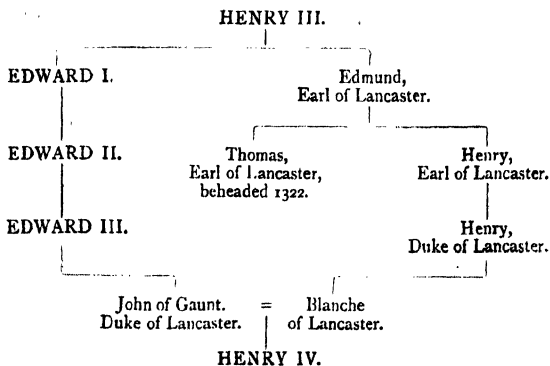 HENRY III.
EDWARD I.
Edmund,
Earl of Lancaster.
EDWARD II.
Thomas,
Earl of Lancaster,
beheaded 1322.
Henry,
Earl of Lancaster.
EDWARD III.
Henry,
Duke of Lancaster.
John of Gaunt. = Blanche
Duke of Lancaster. of Lancaster.
HENRY IV.